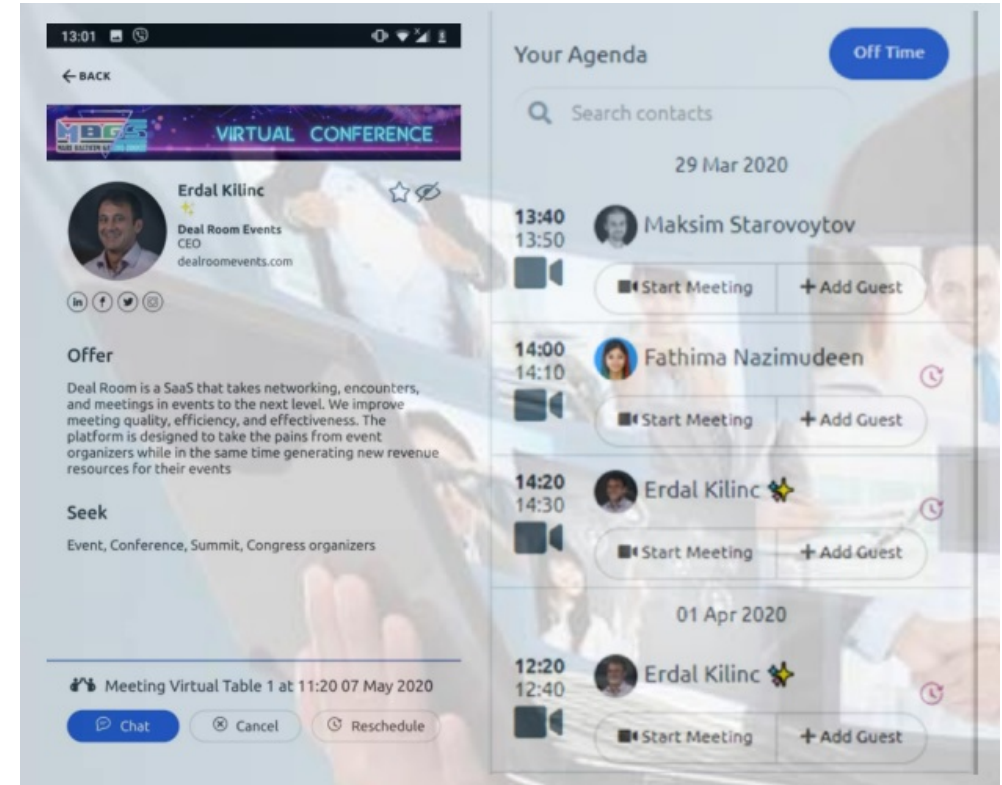 13:01
← BACK
MBGS
VIRTUAL CONFERENCE
Erdal Kilinc
Deal Room Events
CEO
dealroomevents.com
Offer
Deal Room is a SaaS that takes networking, encounters,
and meetings in events to the next level. We improve
meeting quality, efficiency, and effectiveness. The
platform is designed to take the pains from event
organizers while in the same time generating new revenue
resources for their events
Seek
Event, Conference, Summit, Congress organizers
Meeting Virtual Table 1 at 11:20 07 May 2020
Chat
Cancel
Reschedule
Your Agenda
Off Time
Search contacts
29 Mar 2020
13:40
13:50
Maksim Starovoytov
Start Meeting
+ Add Guest
14:00
14:10
Fathima Nazimudeen
Start Meeting
+ Add Guest
14:20
14:30
Erdal Kilinc
Start Meeting
+ Add Guest
01 Apr 2020
12:20
12:40
Erdal Kilinc
Start Meeting
+ Add Guest